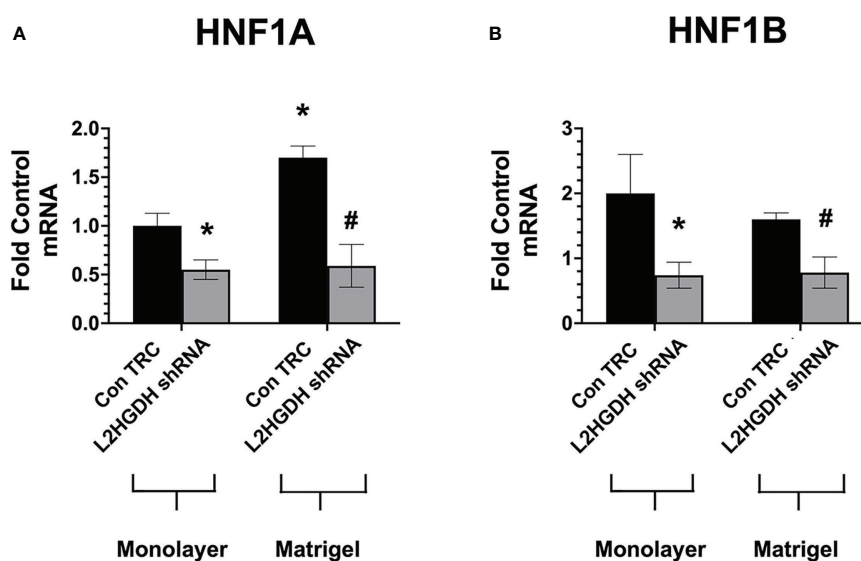 A
HNF1A
Fold Control
mRNA
2.0
1.5
1.0
0.5
0.0
*
*
#
Con TRC
L2HGDH shRNA
Con TRC
L2HGDH shRNA
Monolayer
Matrigel
B
HNF1B
Fold Control
mRNA
3
2
1
0
*
#
Con TRC
L2HGDH shRNA
Con TRC
L2HGDH shRNA
Monolayer
Matrigel